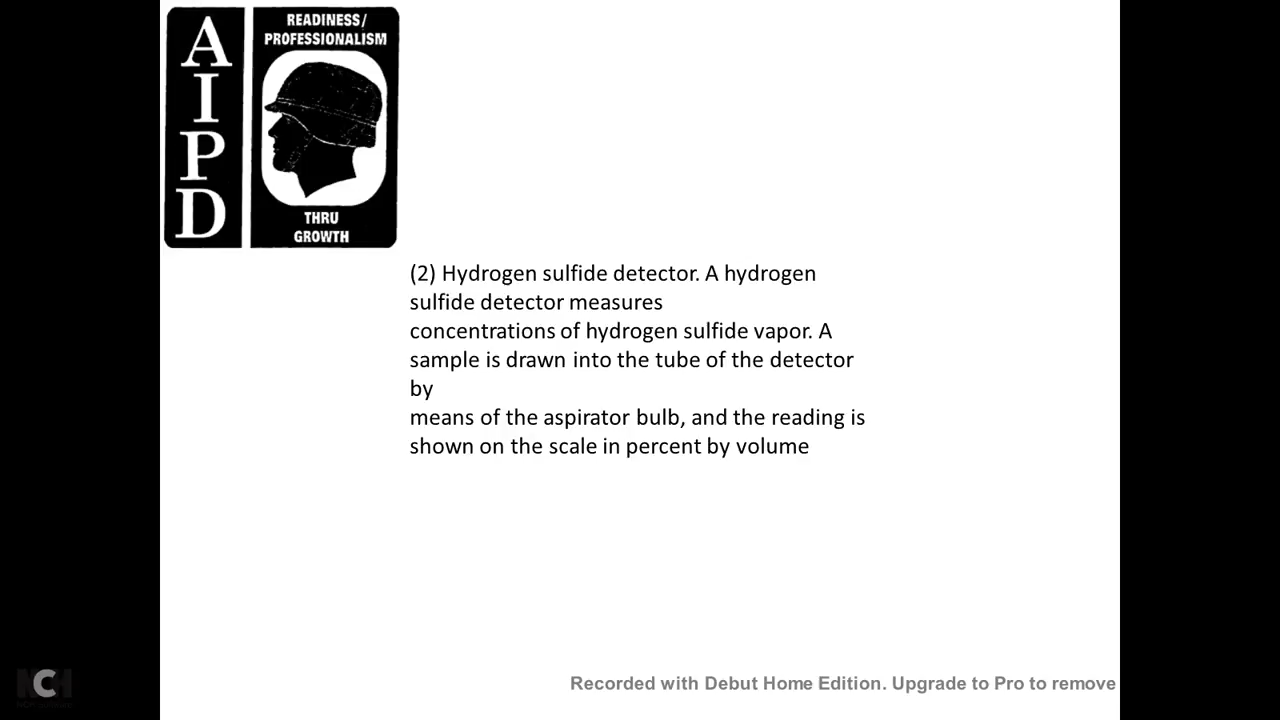 A
I
P
D
READINESS/
PROFESSIONALISM
THRU
GROWTH
(2) Hydrogen sulfide detector. A hydrogen
sulfide detector measures
concentrations of hydrogen sulfide vapor. A
sample is drawn into the tube of the detector
by
means of the aspirator bulb, and the reading is
shown on the scale in percent by volume
NCH
Recorded with Debut Home Edition. Upgrade to Pro to remove